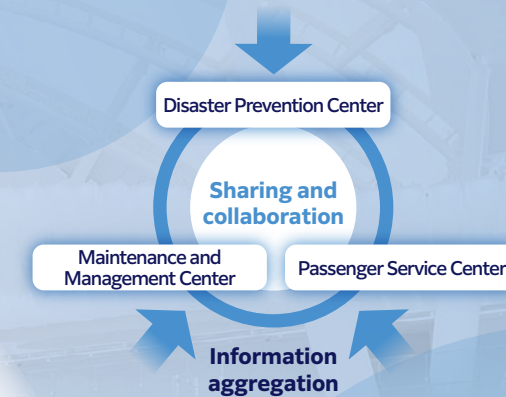 Disaster Prevention Center
Sharing and
collaboration
Maintenance and
Management Center
Passenger Service Center
Information
aggregation